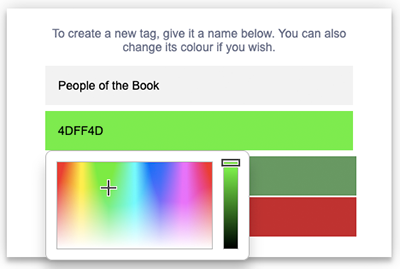 To create a new tag, give it a name below. You can also
change its colour if you wish.
People of the Book
4DFF4D